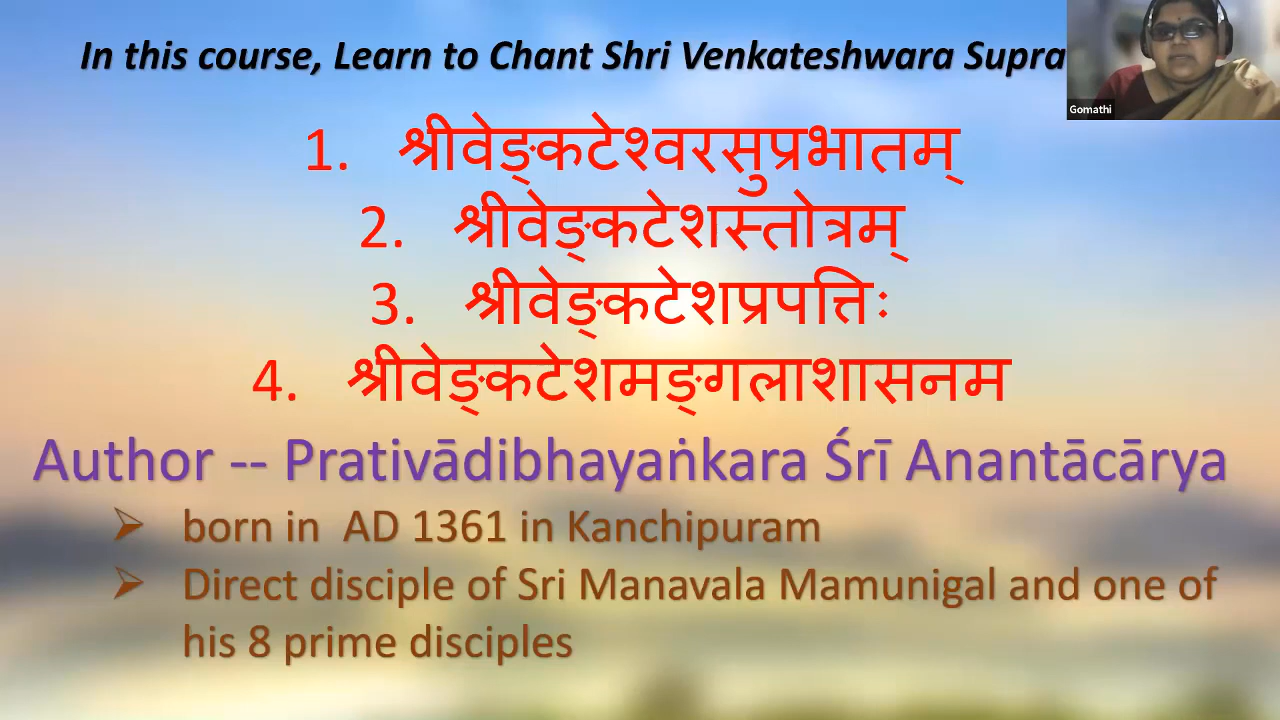 In this course, Learn to Chant Shri Venkateshwara Supra
Gomathi
1. श्रीवेङ्कटेश्वरसुप्रभातम्
2. श्रीवेङ्कटेशस्तोत्रम्
3. श्रीवेङ्कटेशप्रपत्तिः
4. श्रीवेङ्कटेशमङ्गलाशासनम
Author -- Prativādibhayaṅkara Śrī Anantācārya
➢ born in AD 1361 in Kanchipuram
➢ Direct disciple of Sri Manavala Mamunigal and one of
his 8 prime disciples